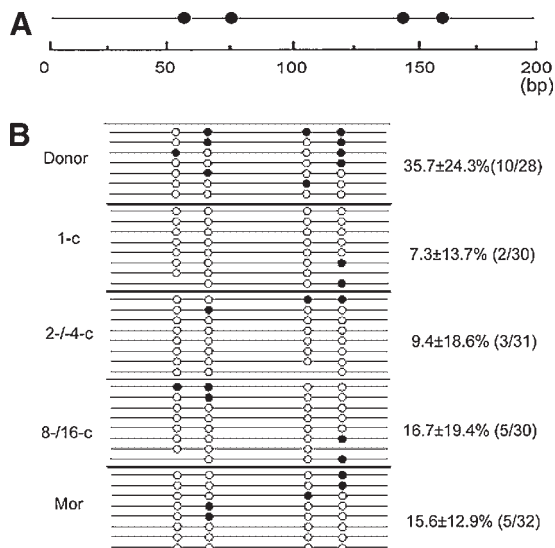 A
0 50 100 150 200
(bp)
B
Donor 35.7±24.3%(10/28)
1-c 7.3±13.7% (2/30)
2-/-4-c 9.4±18.6% (3/31)
8-/16-c 16.7±19.4% (5/30)
Mor 15.6±12.9% (5/32)